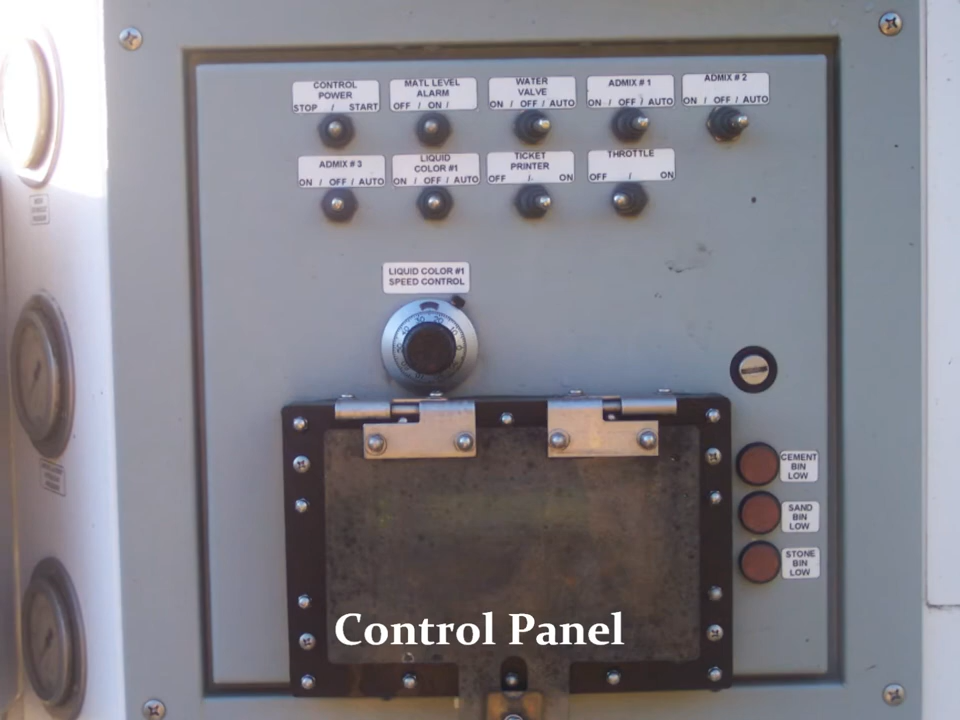 CONTROL
POWER
STOP / START
MATL LEVEL
ALARM
OFF / ON /
WATER
VALVE
ON / OFF / AUTO
ADMIX # 1
ON / OFF / AUTO
ADMIX # 2
ON / OFF / AUTO
ADMIX # 3
ON / OFF / AUTO
LIQUID
COLOR #1
ON / OFF / AUTO
TICKET
PRINTER
OFF / ON
THROTTLE
OFF / ON
LIQUID COLOR #1
SPEED CONTROL
CEMENT
BIN
LOW
SAND
BIN
LOW
STONE
BIN
LOW
Control Panel